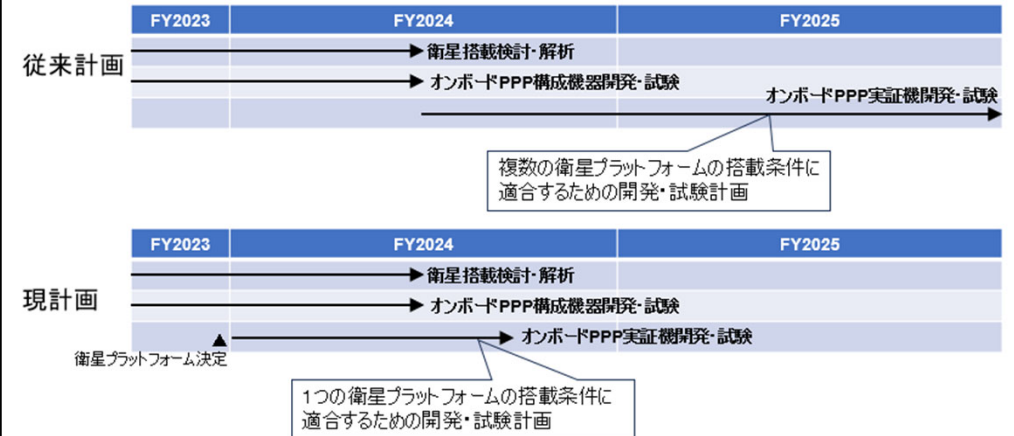 FY2023 FY2024 FY2025
従来計画
衛星搭載検討・解析
オンボードPPP構成機器開発・試験
オンボードPPP実証機開発・試験
複数の衛星プラットフォームの搭載条件に
適合するための開発・試験計画
FY2023 FY2024 FY2025
現計画
衛星搭載検討・解析
オンボードPPP構成機器開発・試験
▲
オンボードPPP実証機開発・試験
衛星プラットフォーム決定
1つの衛星プラットフォームの搭載条件に
適合するための開発・試験計画